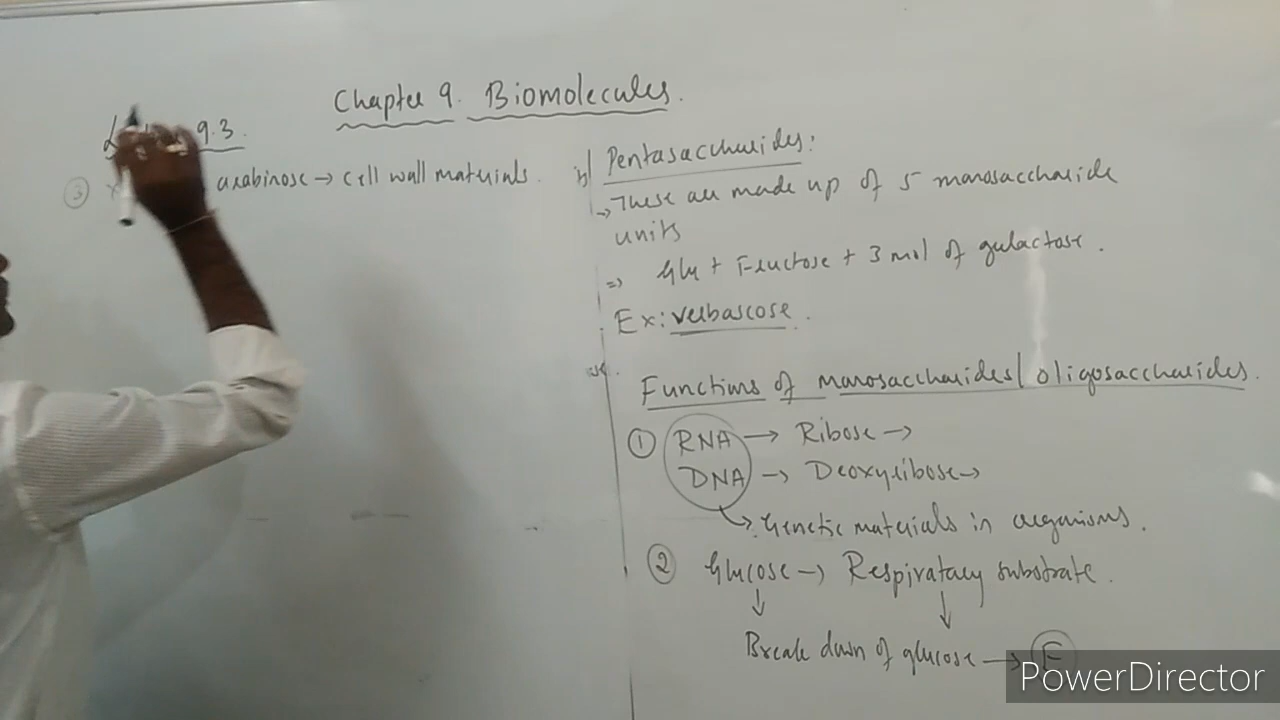 Chapter 9. Biomolecules.
9.3.
③ arabinose → cell wall materials.
Pentasaccharides:
→ These are made up of 5 monosaccharide
units
⇒ Glu + Fructose + 3 mol of galactose.
Ex: verbascose.
Functions of monosaccharides/ oligosaccharides.
① RNA → Ribose →
DNA → Deoxyribose →
→ Genetic materials in organisms.
② Glucose → Respiratory substrate.
↓ ↓
Break down of glucose → E
PowerDirector